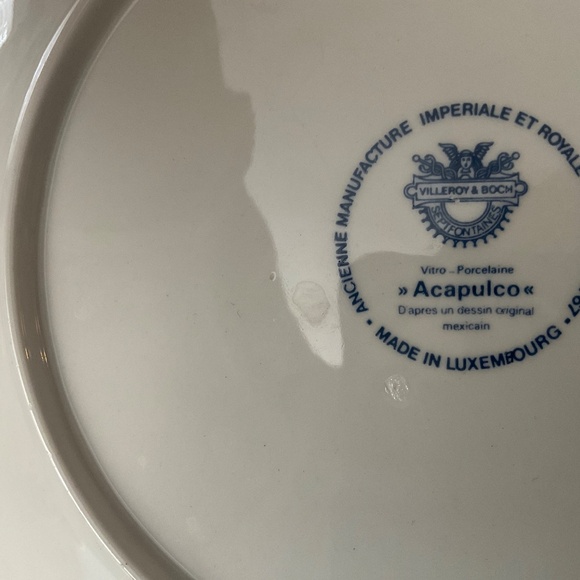 ANCIENNE MANUFACTURE IMPERIALE ET ROYALE
VILLEROY & BOCH
SEPTFONTAINES
Vitro - Porcelaine
» Acapulco «
D'apres un dessin original
mexicain
• MADE IN LUXEMBOURG •